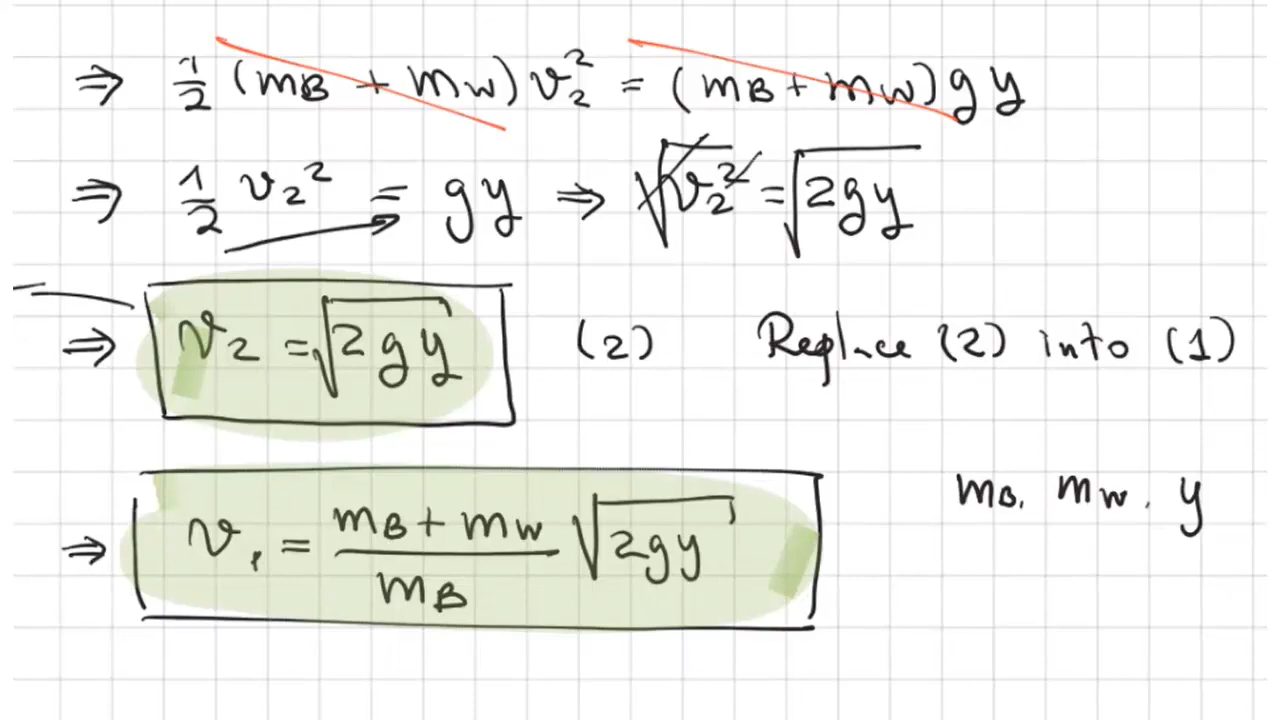 ⇒ 1/2 (mB + mW) v₂² = (mB + mW) g y
⇒ 1/2 v₂² = g y ⇒ √v₂² = √2gy
⇒ v₂ = √2gy (2) Replace (2) into (1)
mB, mW, y
⇒ v₁ = (mB + mW)/mB √2gy